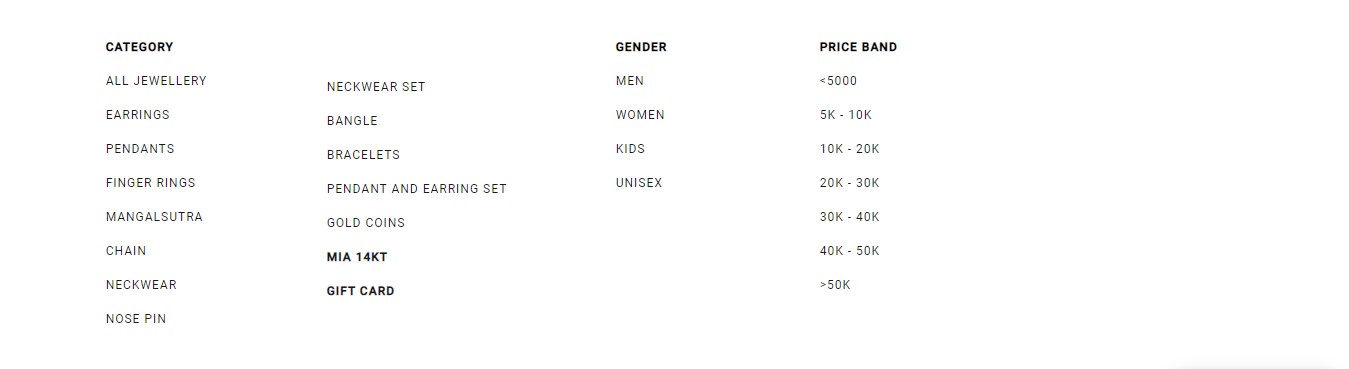 CATEGORY
ALL JEWELLERY
EARRINGS
PENDANTS
FINGER RINGS
MANGALSUTRA
CHAIN
NECKWEAR
NOSE PIN
NECKWEAR SET
BANGLE
BRACELETS
PENDANT AND EARRING SET
GOLD COINS
MIA 14KT
GIFT CARD
GENDER
MEN
WOMEN
KIDS
UNISEX
PRICE BAND
<5000
5K - 10K
10K - 20K
20K - 30K
30K - 40K
40K - 50K
>50K